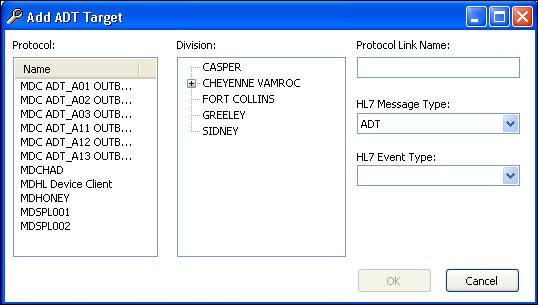 Add ADT Target
Protocol:
Division:
Protocol Link Name:
Name
MDC ADT_A01 OUTB...
MDC ADT_A02 OUTB...
MDC ADT_A03 OUTB...
MDC ADT_A11 OUTB...
MDC ADT_A12 OUTB...
MDC ADT_A13 OUTB...
MDCHAD
MDHL Device Client
MDHONEY
MDSPL001
MDSPL002
CASPER
CHEYENNE VAMROC
FORT COLLINS
GREELEY
SIDNEY
HL7 Message Type:
ADT
HL7 Event Type:
OK
Cancel